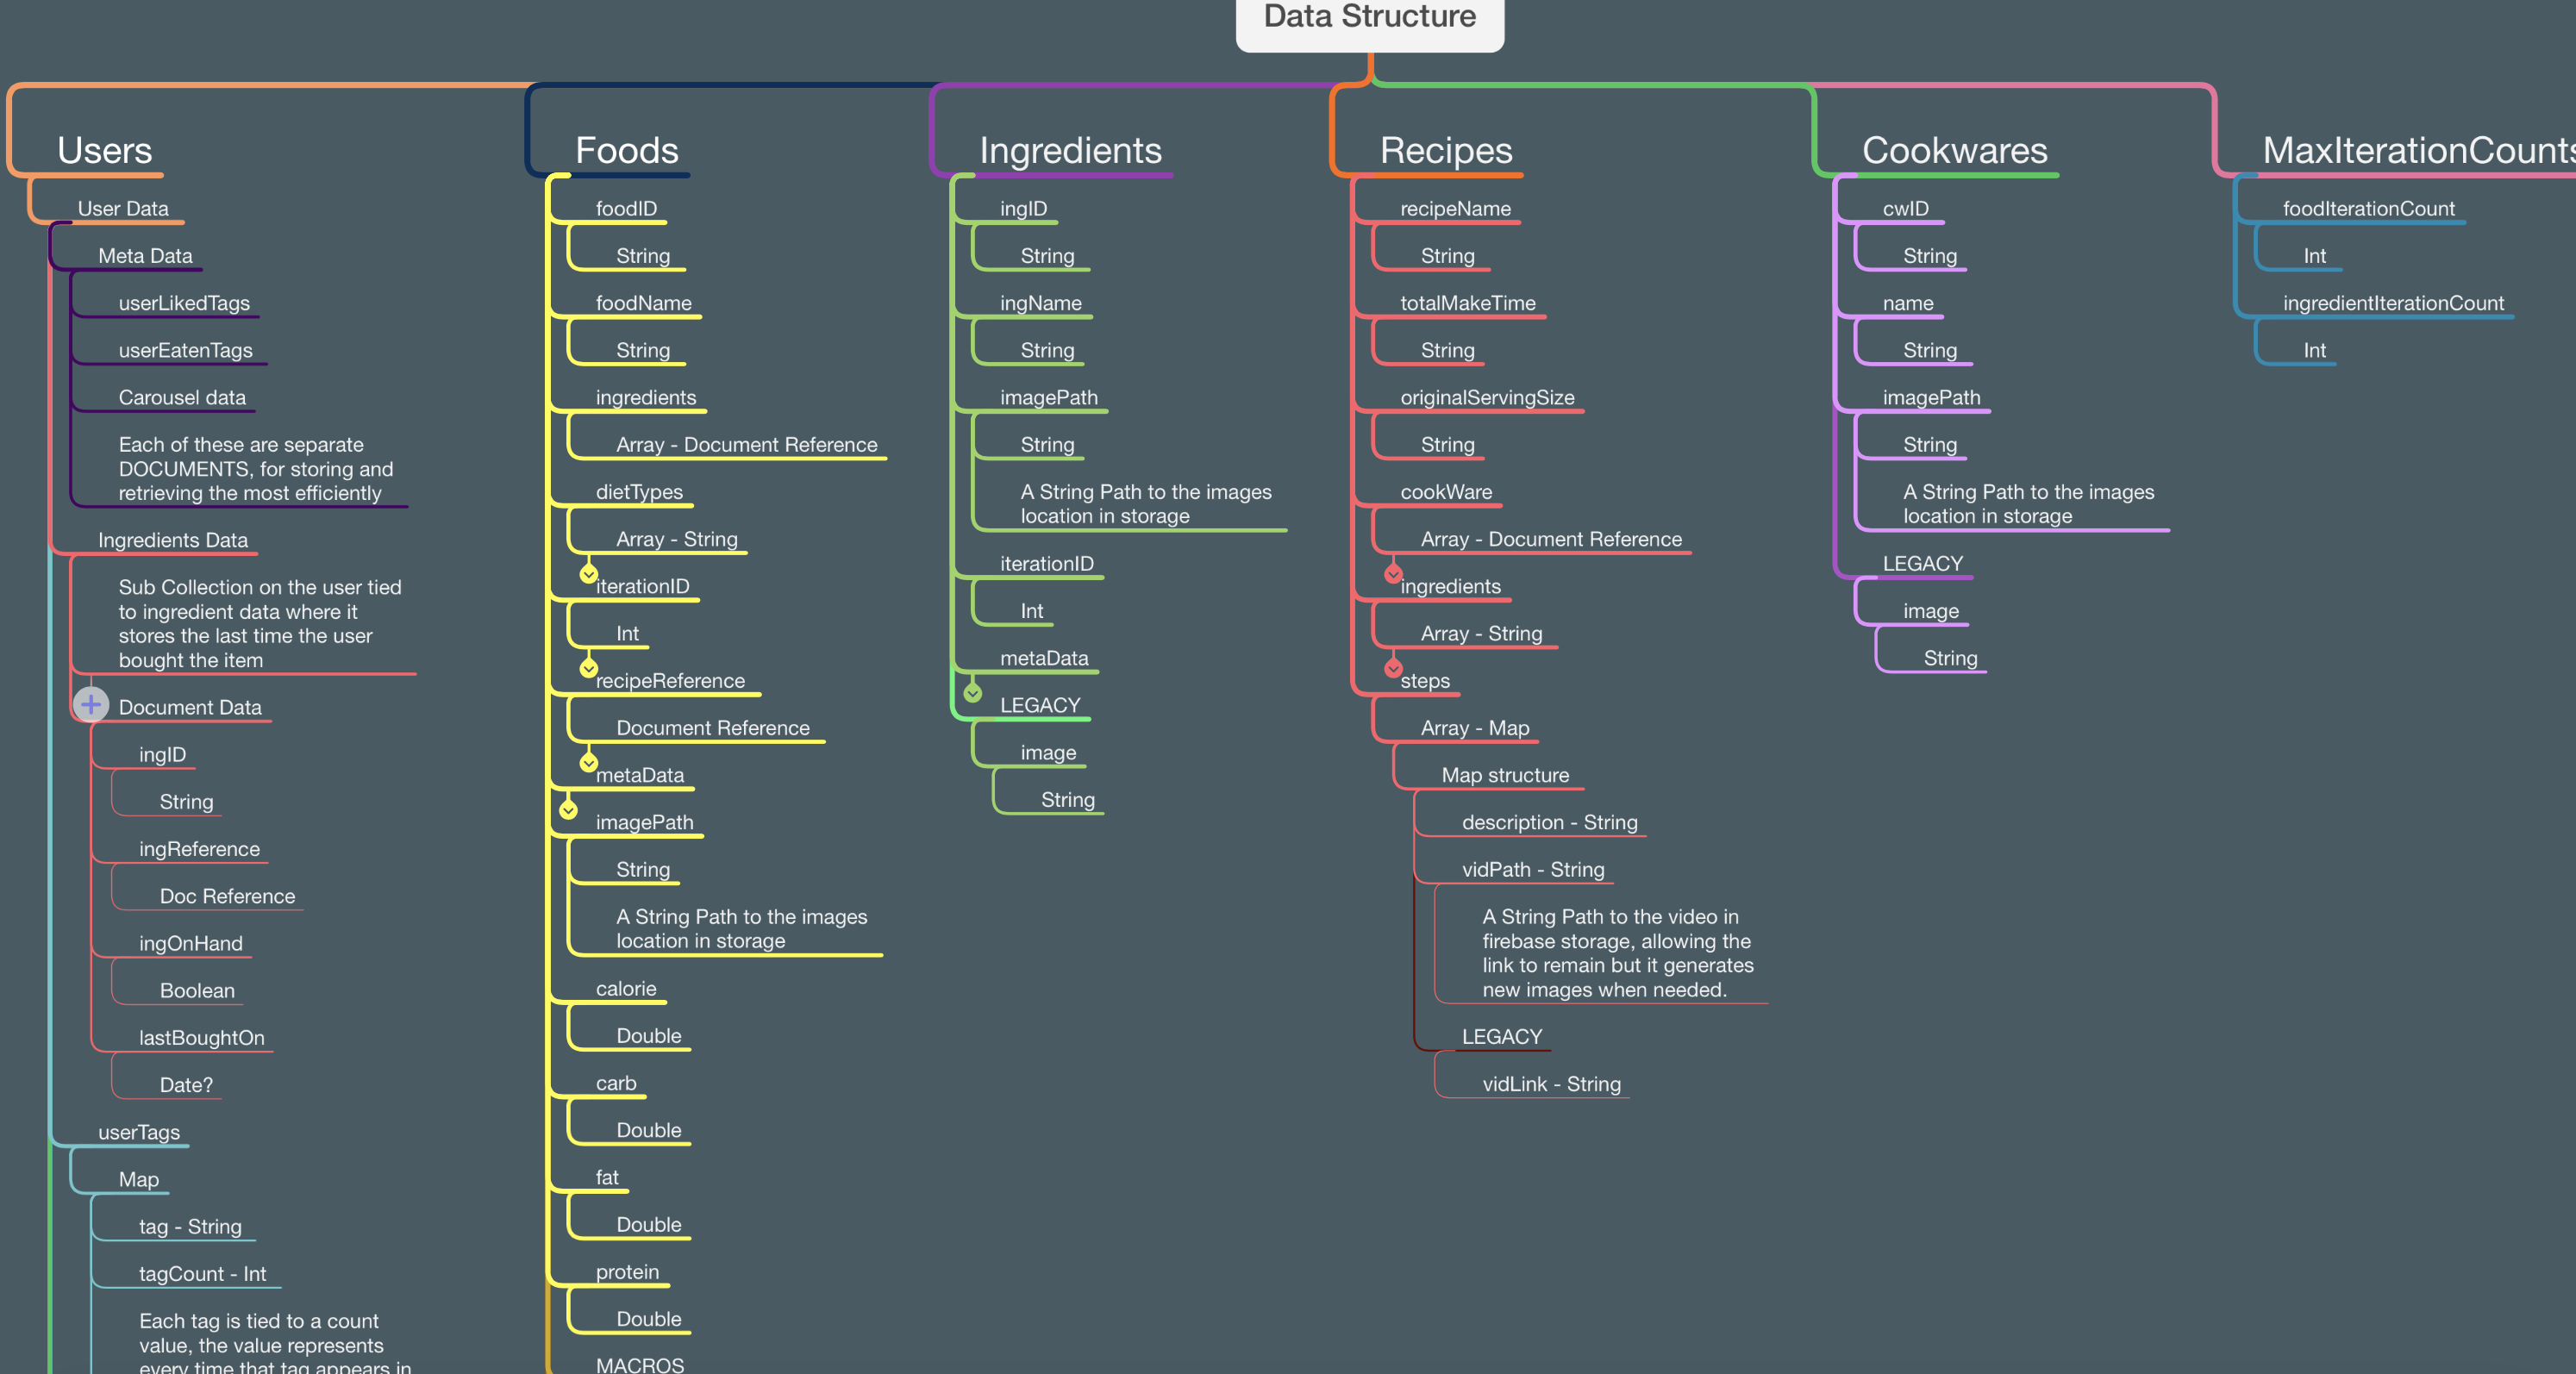 Data Structure
Users
User Data
Meta Data
userLikedTags
userEatenTags
Carousel data
Each of these are separate
DOCUMENTS, for storing and
retrieving the most efficiently
Ingredients Data
Sub Collection on the user tied
to ingredient data where it
stores the last time the user
bought the item
Document Data
ingID
String
ingReference
Doc Reference
ingOnHand
Boolean
lastBoughtOn
Date?
userTags
Map
tag - String
tagCount - Int
Each tag is tied to a count
value, the value represents
every time that tag appears in
Foods
foodID
String
foodName
String
ingredients
Array - Document Reference
dietTypes
Array - String
iterationID
Int
recipeReference
Document Reference
metaData
imagePath
String
A String Path to the images
location in storage
calorie
Double
carb
Double
fat
Double
protein
Double
MACROS
Ingredients
ingID
String
ingName
String
imagePath
String
A String Path to the images
location in storage
iterationID
Int
metaData
LEGACY
image
String
Recipes
recipeName
String
totalMakeTime
String
originalServingSize
String
cookWare
Array - Document Reference
ingredients
Array - String
steps
Array - Map
Map structure
description - String
vidPath - String
A String Path to the video in
firebase storage, allowing the
link to remain but it generates
new images when needed.
LEGACY
vidLink - String
Cookwares
cwID
String
name
String
imagePath
String
A String Path to the images
location in storage
LEGACY
image
String
MaxIterationCounts
foodIterationCount
Int
ingredientIterationCount
Int